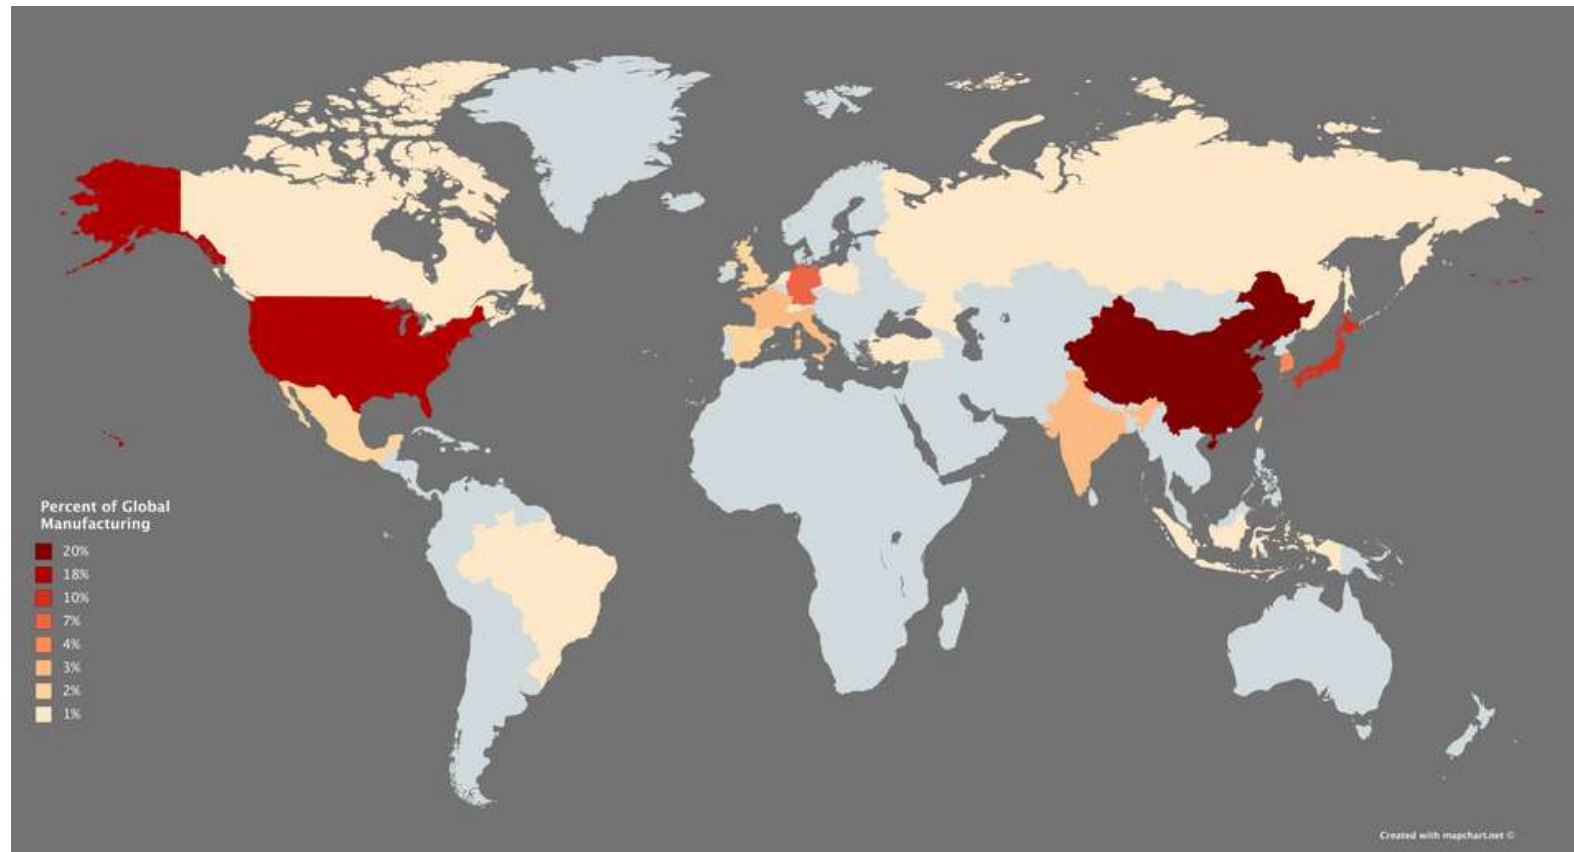 Percent of Global
Manufacturing
20%
18%
10%
7%
4%
3%
2%
1%
Created with mapchart.net ©